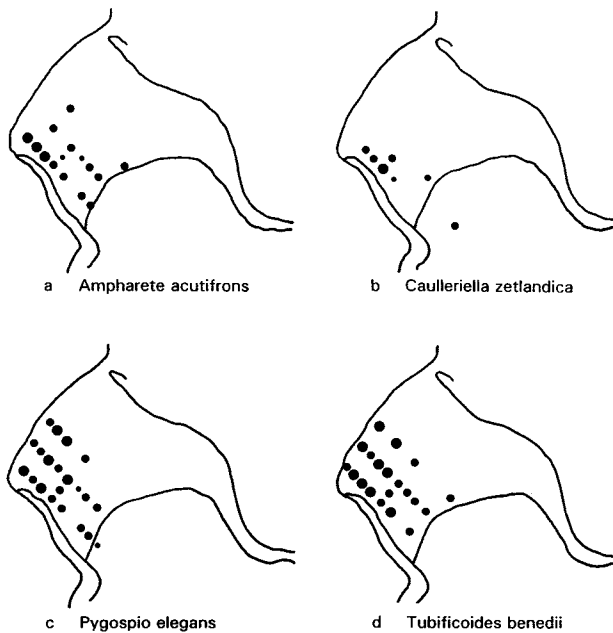 a Ampharete acutifrons
b Caulleriella zetlandica
c Pygospio elegans
d Tubificoides benedii